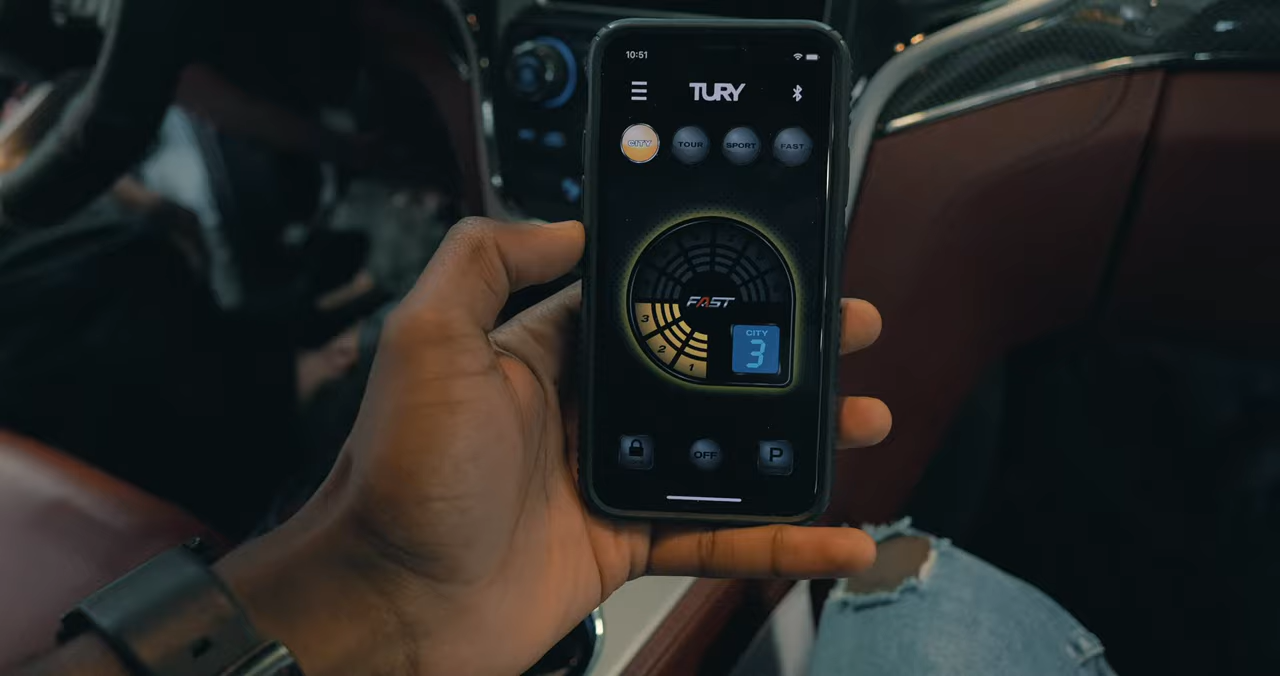 10:51
TURY
CITY TOUR SPORT FAST
FAST
3
2
1
CITY
3
OFF P